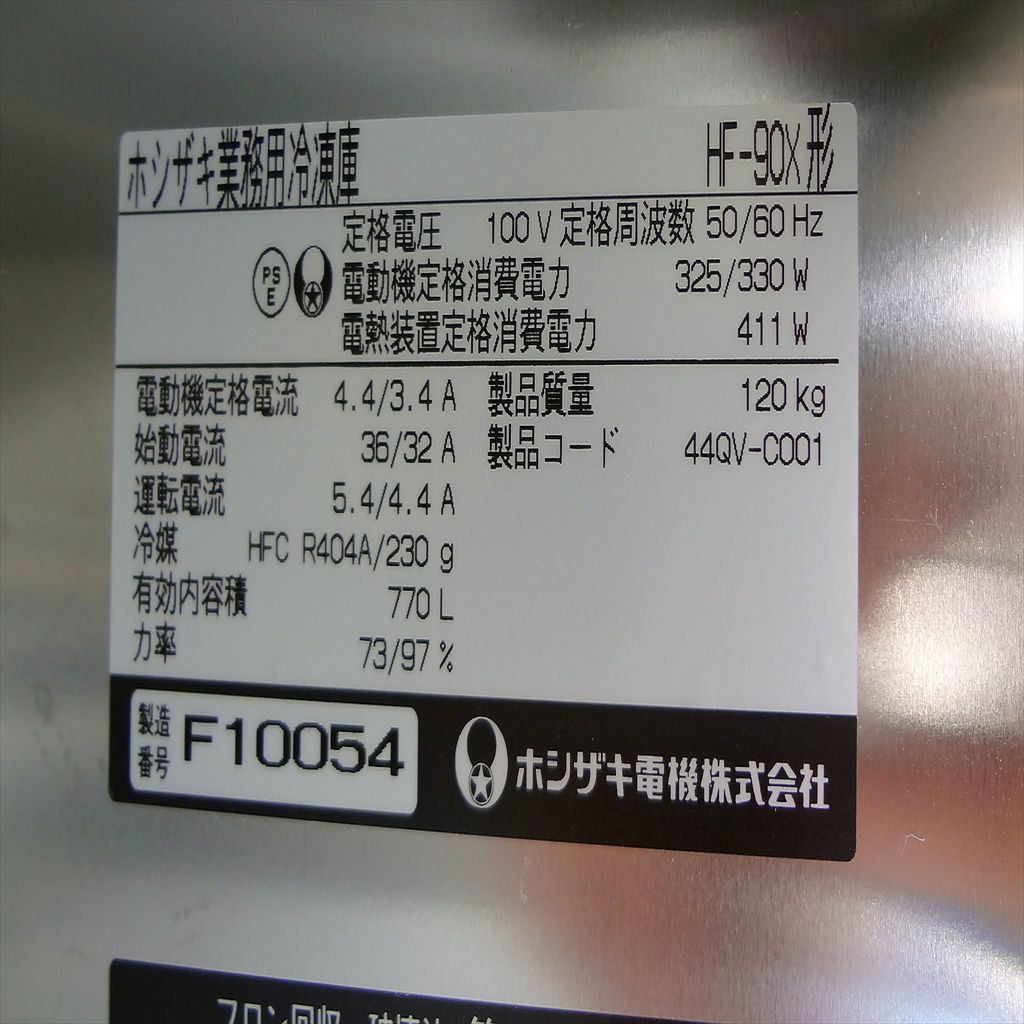 ホシザキ業務用冷凍庫 HF-90X形
定格電圧 100 V 定格周波数 50/60 Hz
PS
E
電動機定格消費電力 325/330 W
電熱装置定格消費電力 411 W
電動機定格電流 4.4/3.4 A 製品質量 120 kg
始動電流 36/32 A 製品コード 44QV-C001
運転電流 5.4/4.4 A
冷媒 HFC R404A/230 g
有効内容積 770 L
力率 73/97 %
製造番号 F10054
ホシザキ電機株式会社
フロン回収